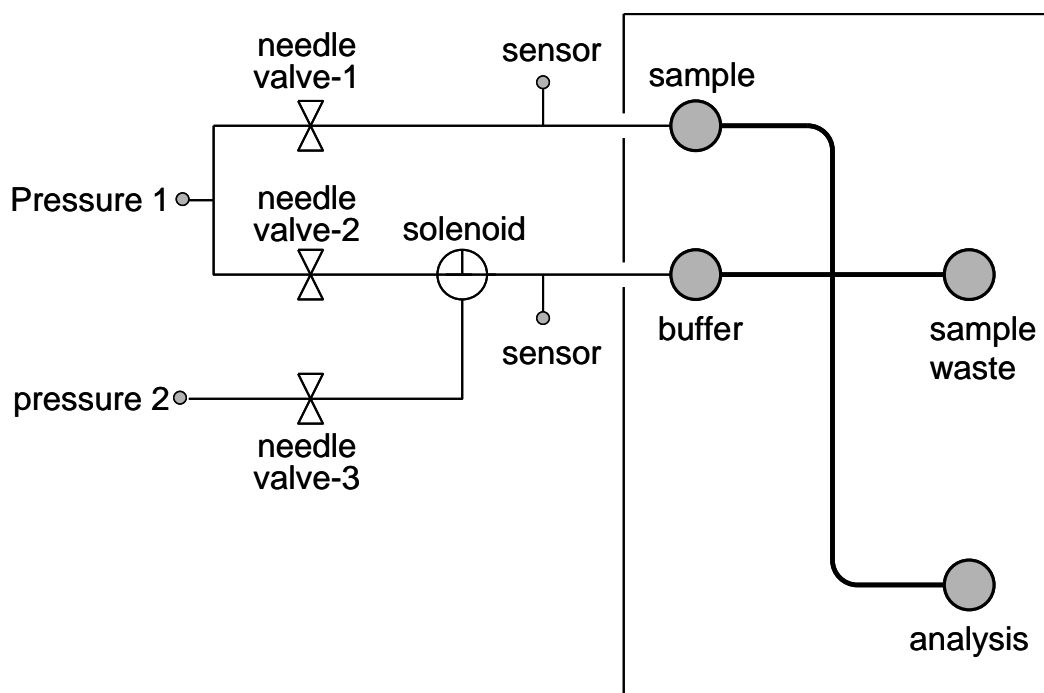 needle
valve-1
sensor
sample
Pressure 1
needle
valve-2
solenoid
buffer
sample
waste
sensor
pressure 2
needle
valve-3
analysis